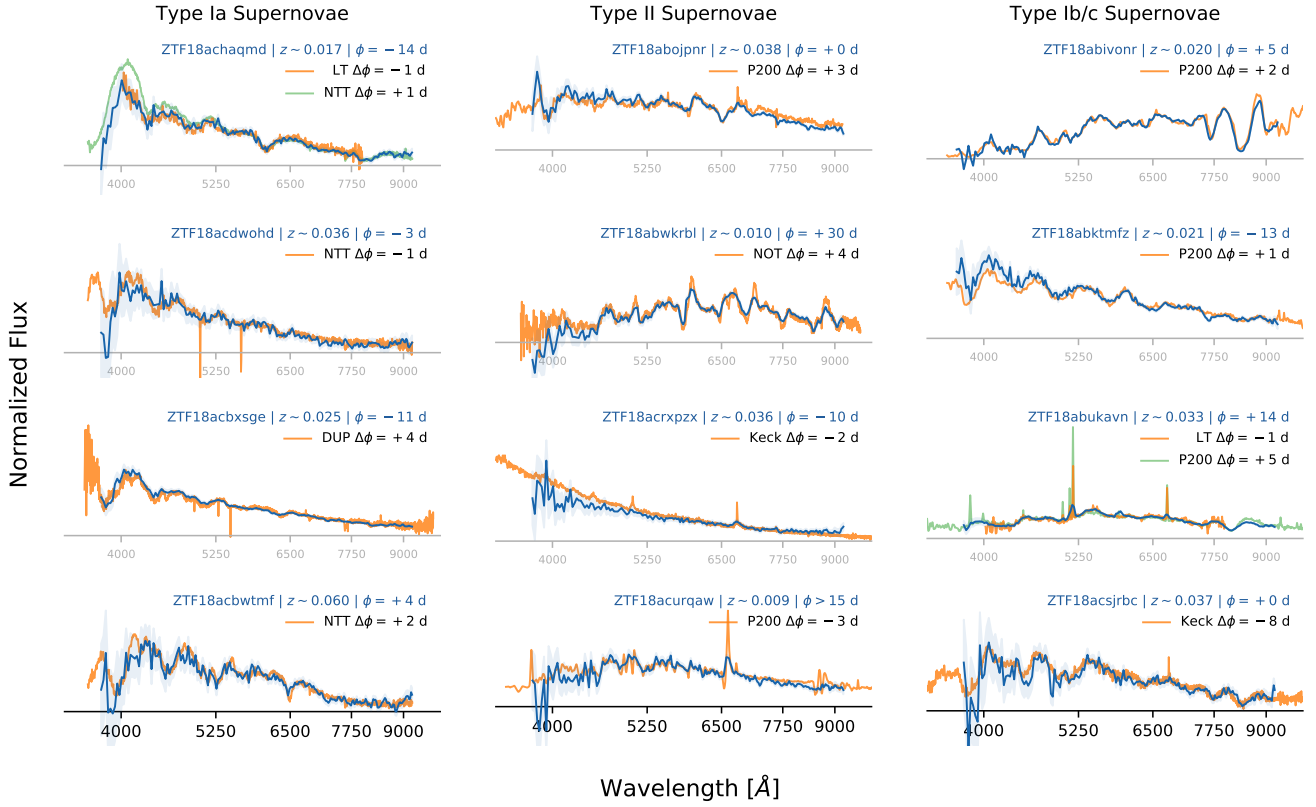 Type Ia Supernovae
Type II Supernovae
Type Ib/c Supernovae
ZTF18achaqmd | z ~ 0.017 | ϕ = −14 d
LT Δϕ = −1 d
NTT Δϕ = +1 d
4000 5250 6500 7750 9000
ZTF18abojpnr | z ~ 0.038 | ϕ = +0 d
P200 Δϕ = +3 d
4000 5250 6500 7750 9000
ZTF18abivonr | z ~ 0.020 | ϕ = +5 d
P200 Δϕ = +2 d
4000 5250 6500 7750 9000
ZTF18acdwohd | z ~ 0.036 | ϕ = −3 d
NTT Δϕ = −1 d
4000 5250 6500 7750 9000
ZTF18abwkrbl | z ~ 0.010 | ϕ = +30 d
NOT Δϕ = +4 d
4000 5250 6500 7750 9000
ZTF18abktmfz | z ~ 0.021 | ϕ = −13 d
P200 Δϕ = +1 d
4000 5250 6500 7750 9000
ZTF18acbxsge | z ~ 0.025 | ϕ = −11 d
DUP Δϕ = +4 d
4000 5250 6500 7750 9000
ZTF18acrxpzx | z ~ 0.036 | ϕ = −10 d
Keck Δϕ = −2 d
4000 5250 6500 7750 9000
ZTF18abukavn | z ~ 0.033 | ϕ = +14 d
LT Δϕ = −1 d
P200 Δϕ = +5 d
4000 5250 6500 7750 9000
ZTF18acbwtmf | z ~ 0.060 | ϕ = +4 d
NTT Δϕ = +2 d
4000 5250 6500 7750 9000
ZTF18acurqaw | z ~ 0.009 | ϕ > 15 d
P200 Δϕ = −3 d
4000 5250 6500 7750 9000
ZTF18acsjrbc | z ~ 0.037 | ϕ = +0 d
Keck Δϕ = −8 d
4000 5250 6500 7750 9000
Normalized Flux
Wavelength [Å]